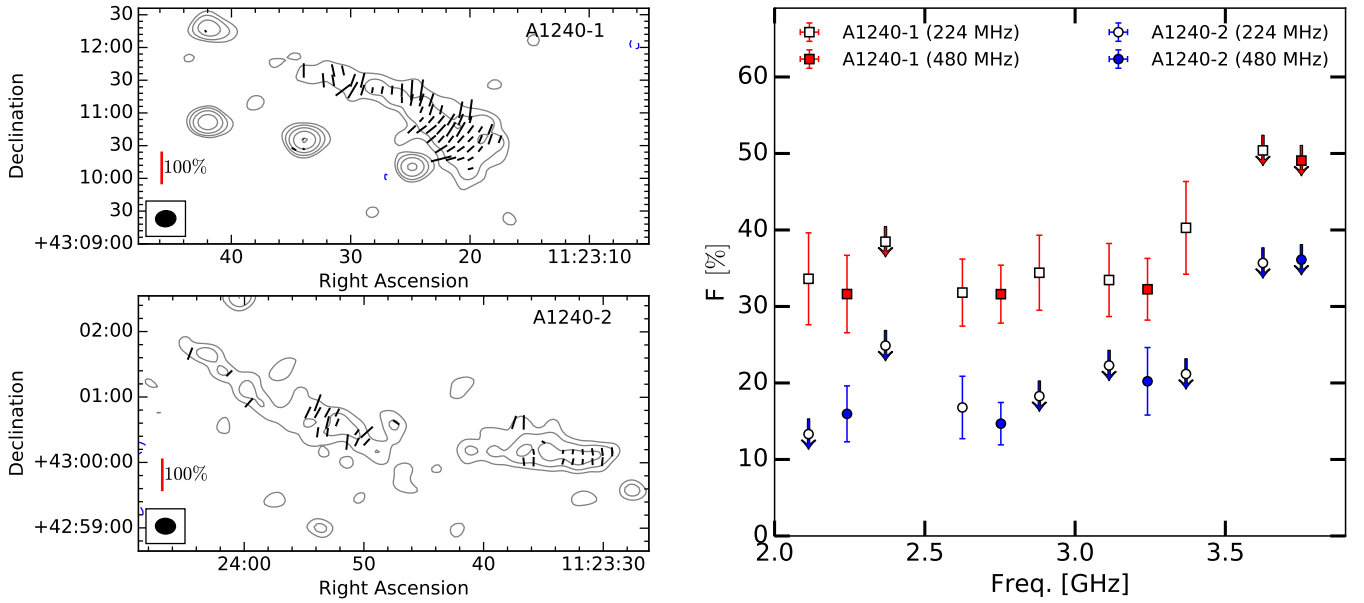 A1240-1
30
12:00
30
11:00
30
10:00
30
+43:09:00
Declination
100%
40
30
20
11:23:10
Right Ascension
A1240-2
02:00
01:00
+43:00:00
+42:59:00
Declination
100%
24:00
50
40
11:23:30
Right Ascension
A1240-1 (224 MHz)
A1240-1 (480 MHz)
A1240-2 (224 MHz)
A1240-2 (480 MHz)
60
50
40
30
20
10
0
F [%]
2.0
2.5
3.0
3.5
Freq. [GHz]